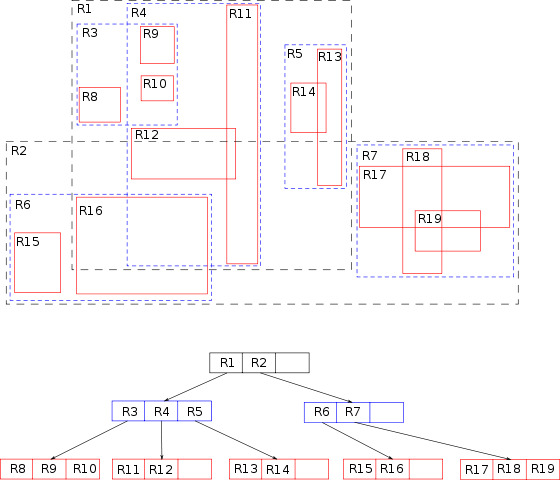 R1
R4
R11
R3
R9
R5
R13
R10
R14
R8
R12
R2
R7
R18
R17
R6
R16
R19
R15
R1 R2
R3 R4 R5
R6 R7
R8 R9 R10
R11 R12
R13 R14
R15 R16
R17 R18 R19